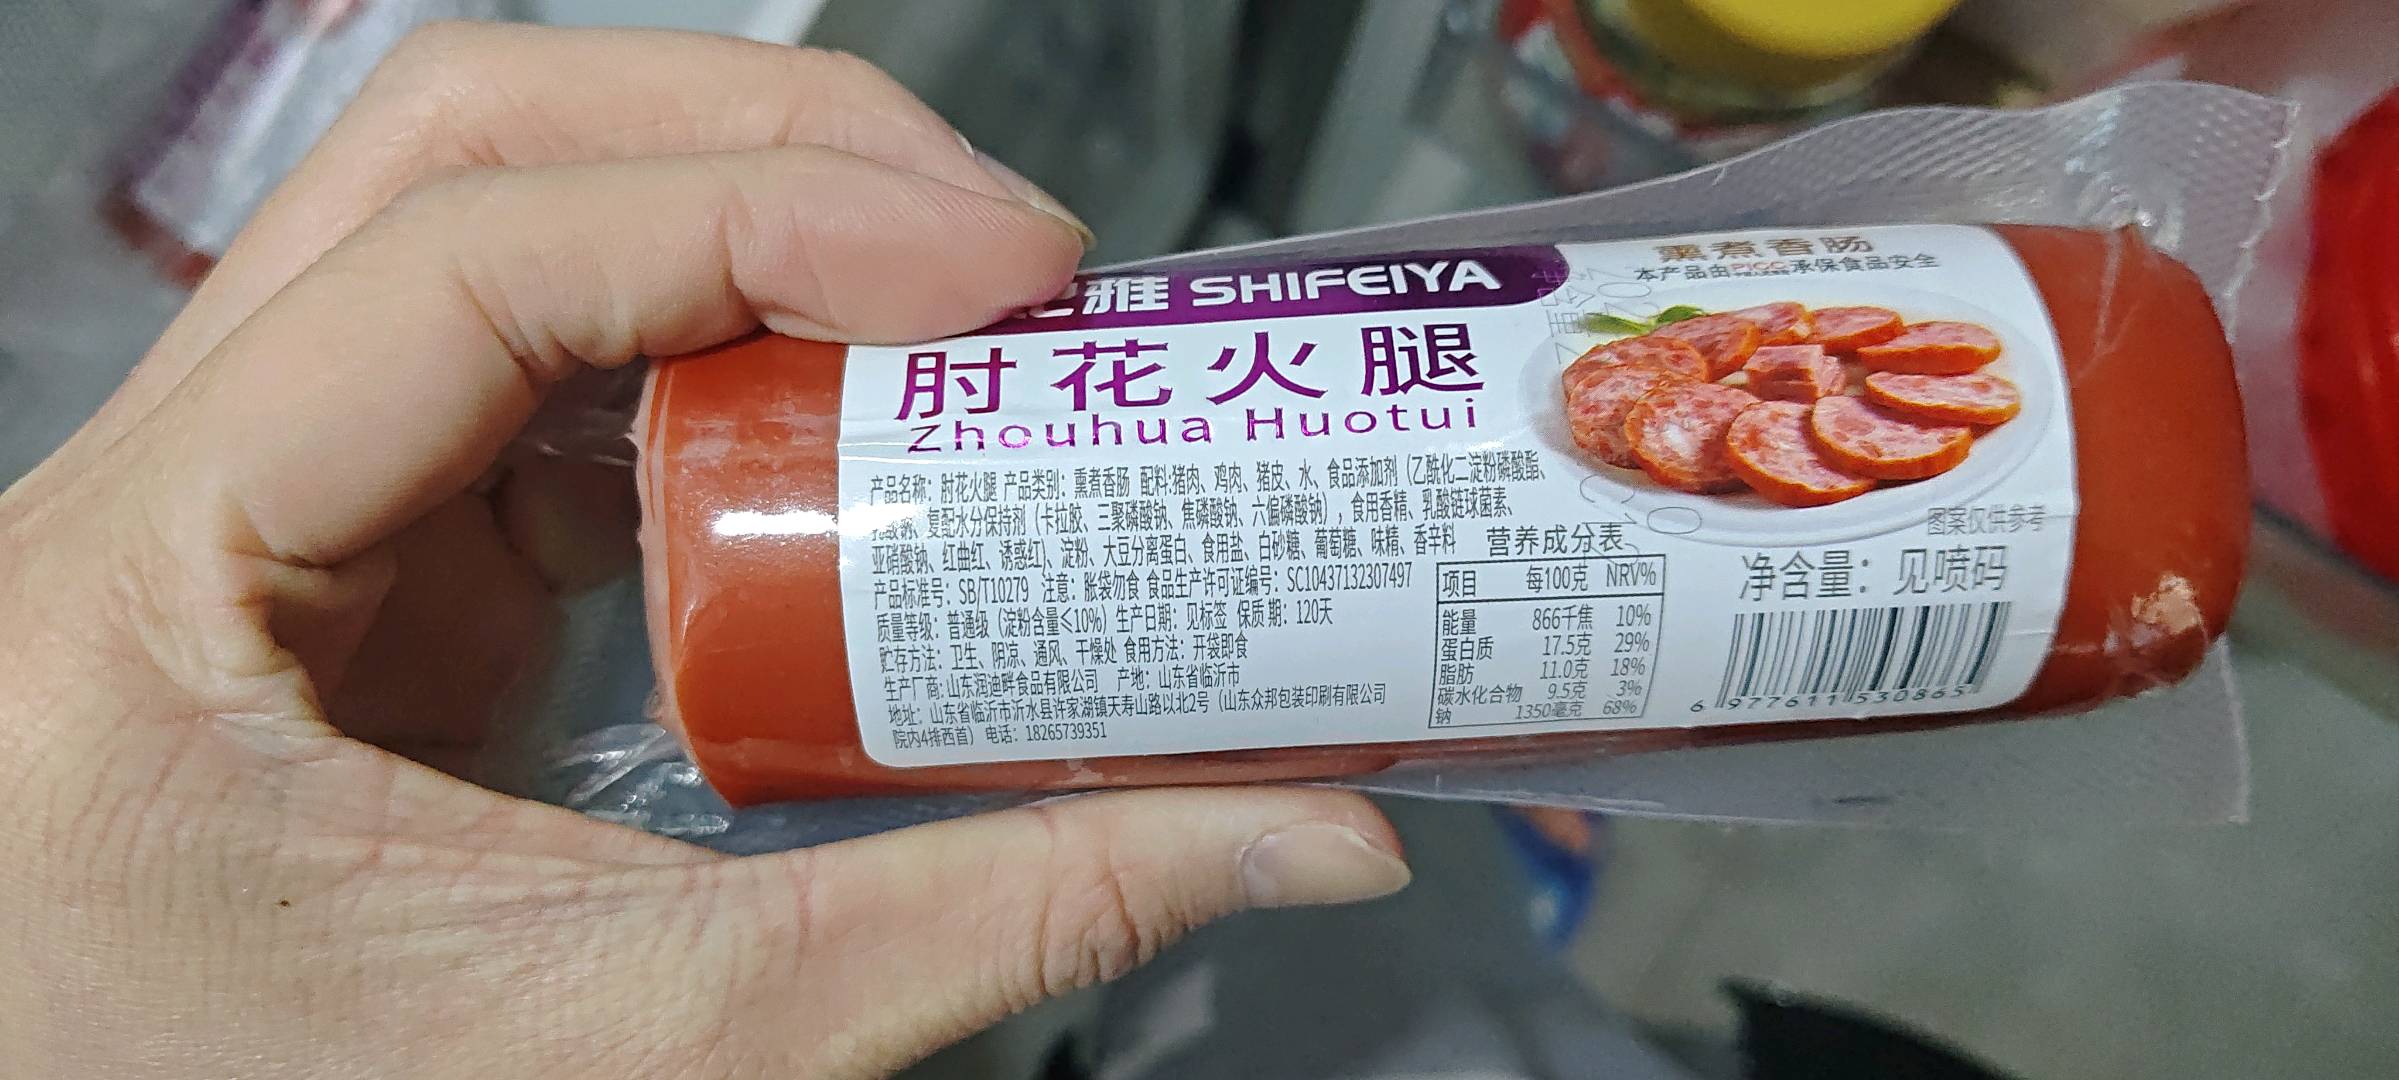 雅 SHIFEIYA
肘花火腿
Zhouhua Huotui
熏煮香肠
本产品由PICC承保食品安全
产品名称：肘花火腿 产品类别：熏煮香肠 配料:猪肉、鸡肉、猪皮、水、食品添加剂（乙酰化二淀粉磷酸酯、
乳酸钠、复配水分保持剂（卡拉胶、三聚磷酸钠、焦磷酸钠、六偏磷酸钠），食用香精、乳酸链球菌素、
亚硝酸钠、红曲红、诱惑红）、淀粉、大豆分离蛋白、食用盐、白砂糖、葡萄糖、味精、香辛料
产品标准号：SB/T10279 注意：胀袋勿食 食品生产许可证编号：SC10437132307497
质量等级：普通级（淀粉含量≤10%）生产日期：见标签 保质期：120天
贮存方法：卫生、阴凉、通风、干燥处 食用方法：开袋即食
生产厂商:山东润迪畔食品有限公司 产地：山东省临沂市
地址：山东省临沂市沂水县许家湖镇天寿山路以北2号（山东众邦包装印刷有限公司
院内4排西首） 电话：18265739351
营养成分表
项目 每100克 NRV%
能量 866千焦 10%
蛋白质 17.5克 29%
脂肪 11.0克 18%
碳水化合物 9.5克 3%
钠 1350毫克 68%
图案仅供参考
净含量：见喷码
6 977611 530865